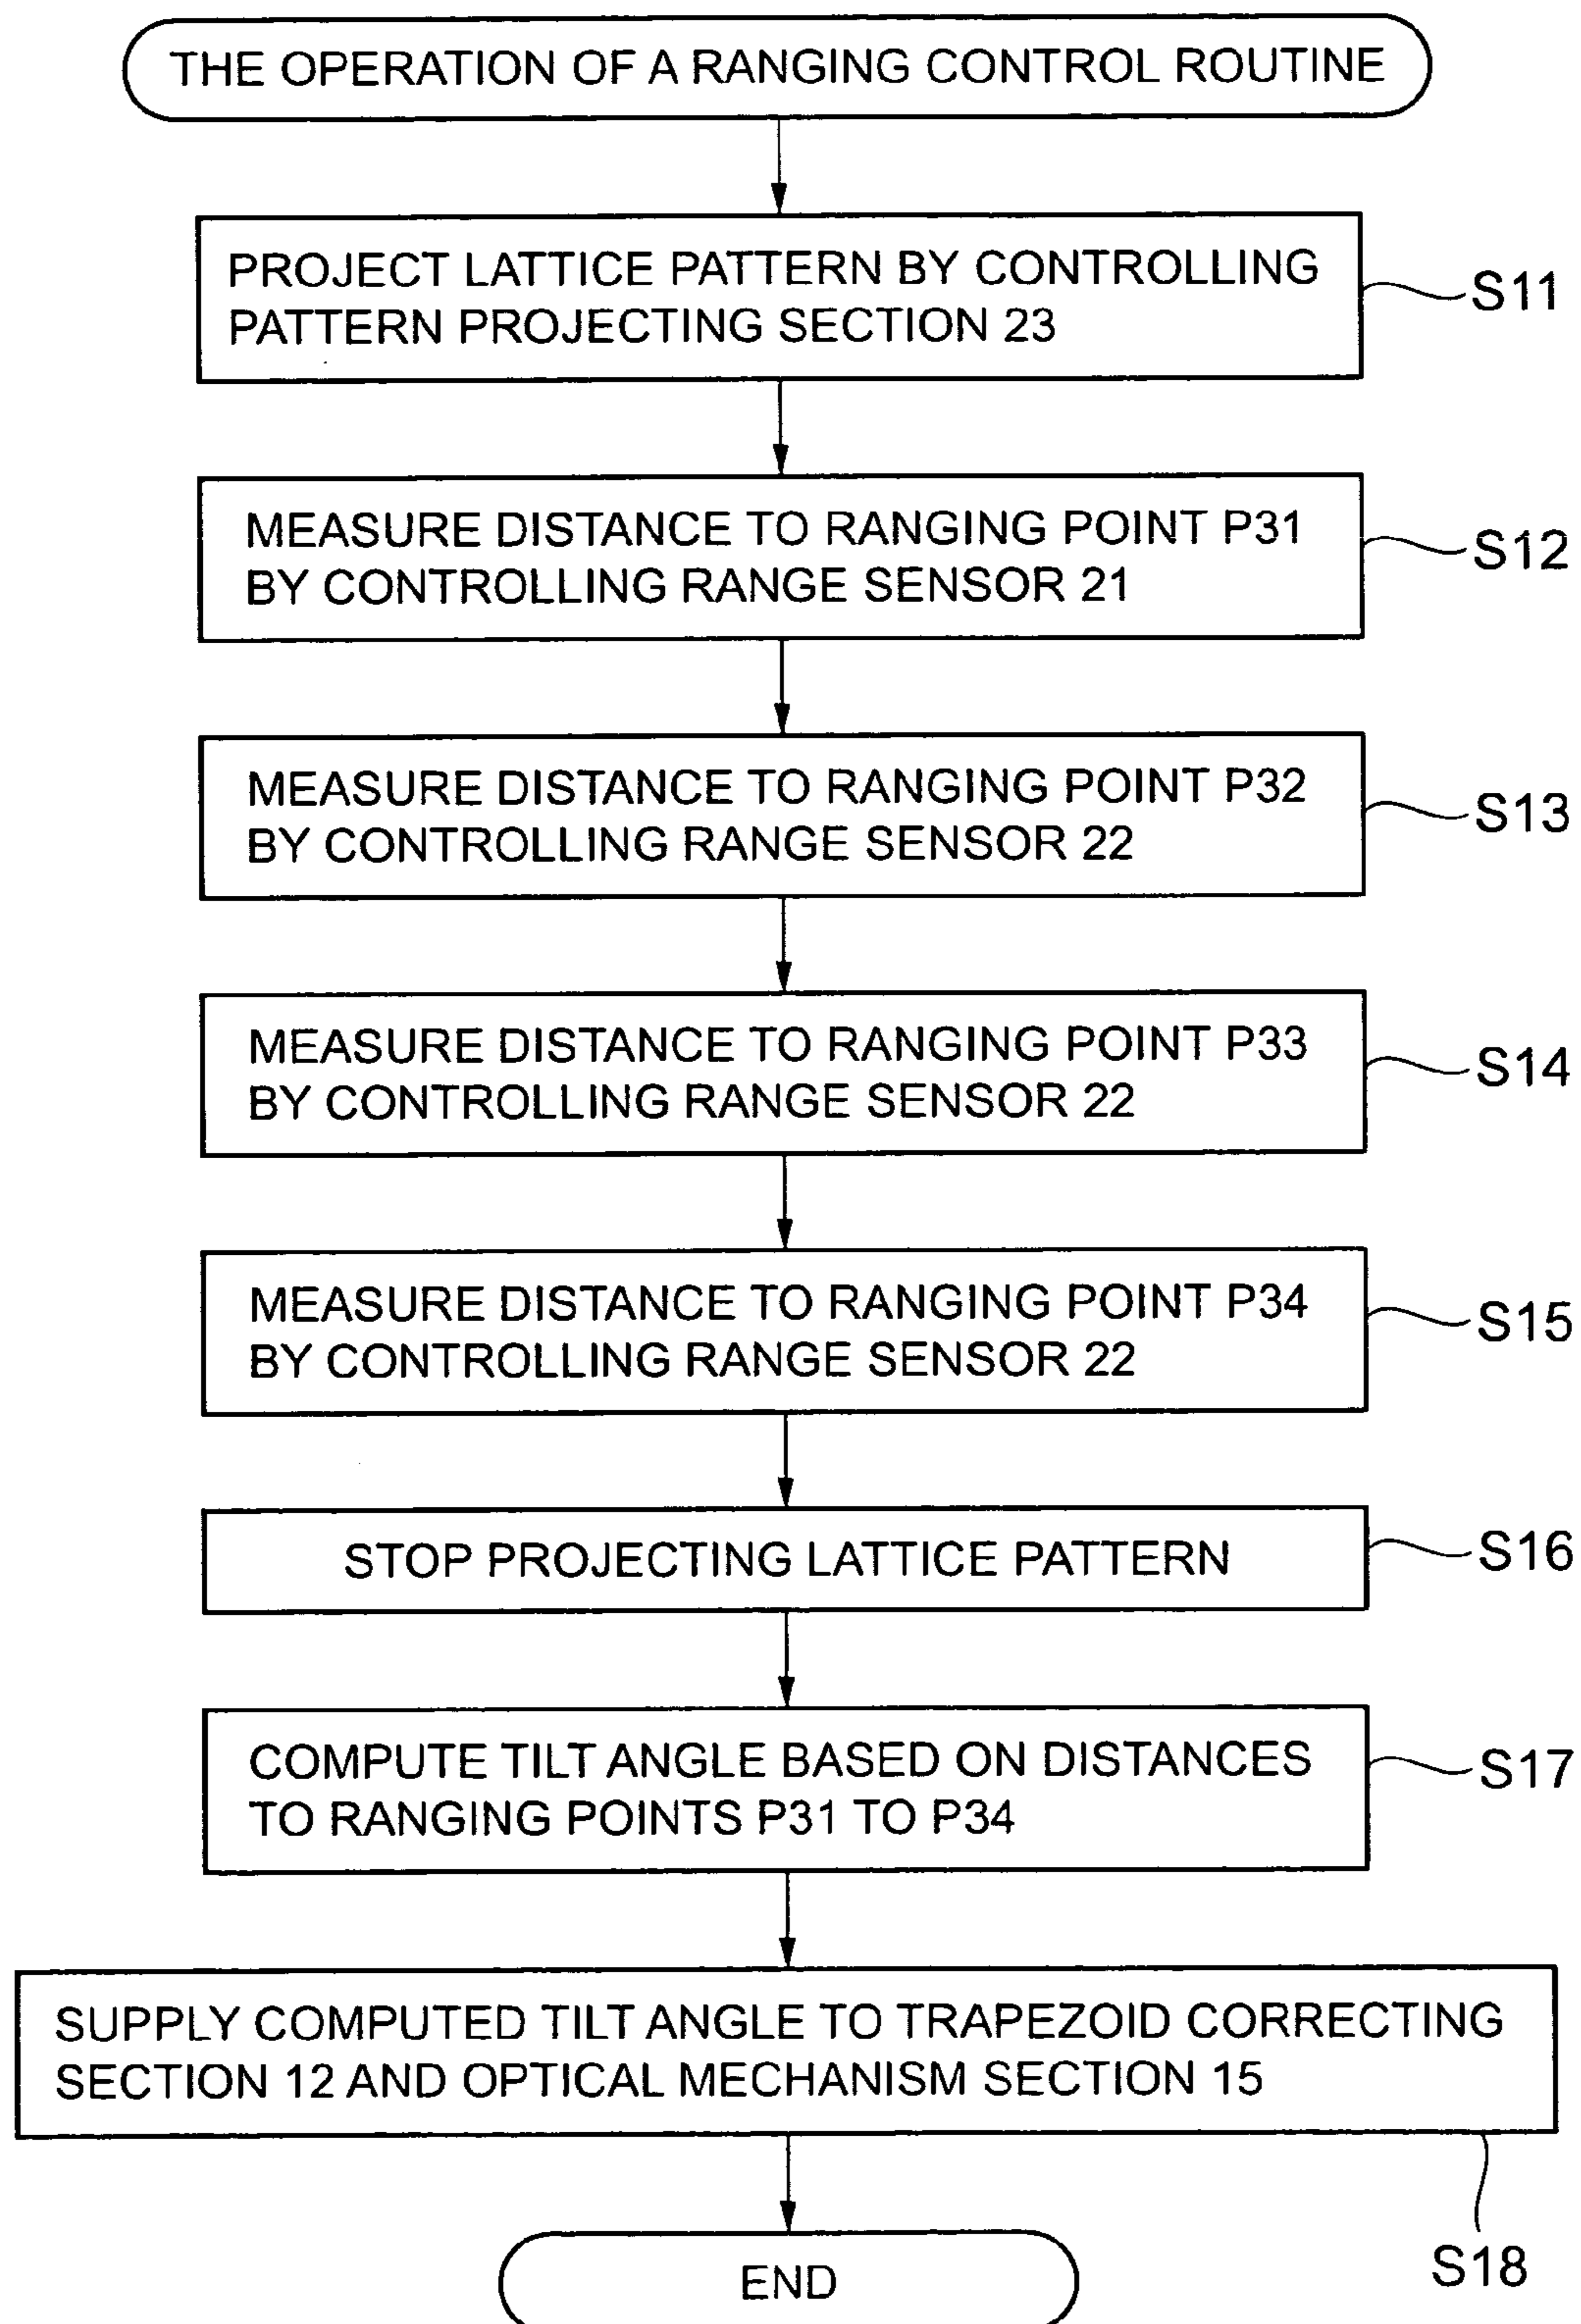 THE OPERATION OF A RANGING CONTROL ROUTINE
PROJECT LATTICE PATTERN BY CONTROLLING
PATTERN PROJECTING SECTION 23
S11
MEASURE DISTANCE TO RANGING POINT P31
BY CONTROLLING RANGE SENSOR 21
S12
MEASURE DISTANCE TO RANGING POINT P32
BY CONTROLLING RANGE SENSOR 22
S13
MEASURE DISTANCE TO RANGING POINT P33
BY CONTROLLING RANGE SENSOR 22
S14
MEASURE DISTANCE TO RANGING POINT P34
BY CONTROLLING RANGE SENSOR 22
S15
STOP PROJECTING LATTICE PATTERN
S16
COMPUTE TILT ANGLE BASED ON DISTANCES
TO RANGING POINTS P31 TO P34
S17
SUPPLY COMPUTED TILT ANGLE TO TRAPEZOID CORRECTING
SECTION 12 AND OPTICAL MECHANISM SECTION 15
S18
END